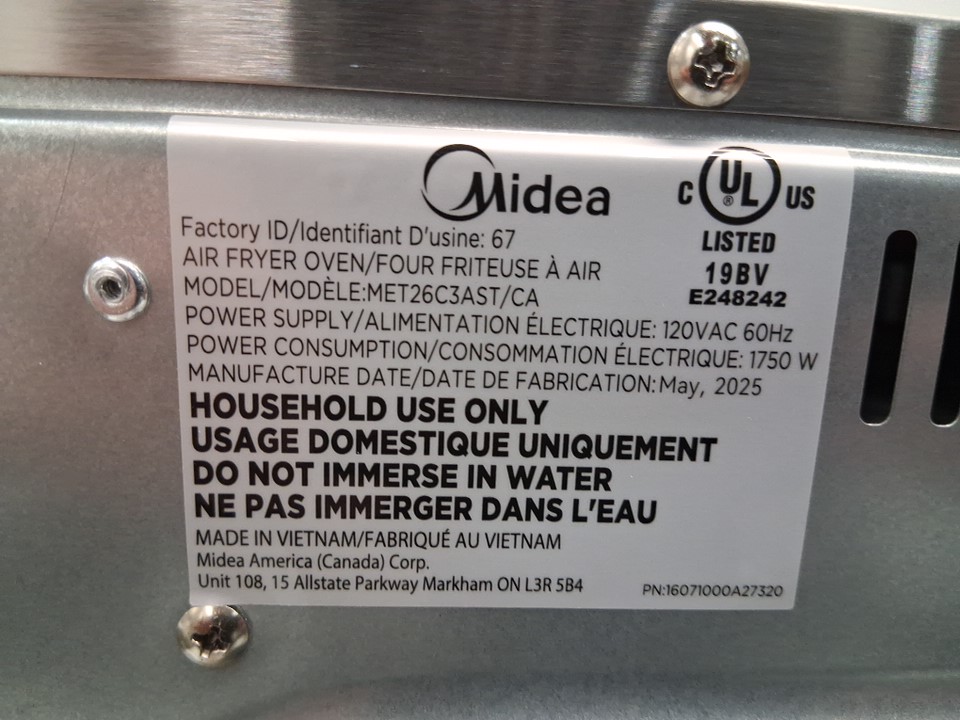 Midea
C UL® US
LISTED
19BV
E248242
Factory ID/Identifiant D'usine: 67
AIR FRYER OVEN/FOUR FRITEUSE À AIR
MODEL/MODÈLE:MET26C3AST/CA
POWER SUPPLY/ALIMENTATION ÉLECTRIQUE: 120VAC 60Hz
POWER CONSUMPTION/CONSOMMATION ÉLECTRIQUE: 1750 W
MANUFACTURE DATE/DATE DE FABRICATION:May, 2025
HOUSEHOLD USE ONLY
USAGE DOMESTIQUE UNIQUEMENT
DO NOT IMMERSE IN WATER
NE PAS IMMERGER DANS L'EAU
MADE IN VIETNAM/FABRIQUÉ AU VIETNAM
Midea America (Canada) Corp.
Unit 108, 15 Allstate Parkway Markham ON L3R 5B4
PN:16071000A27320